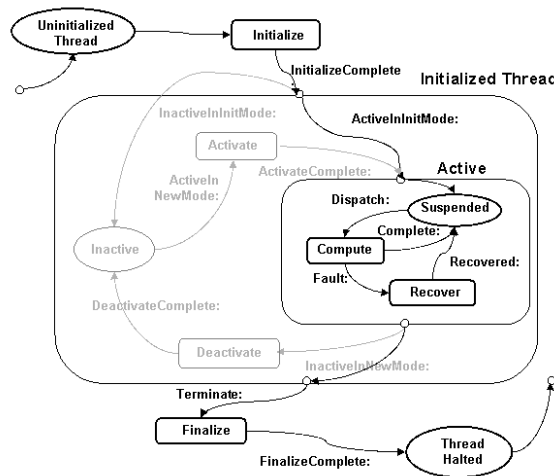 Uninitialized
Thread
Initialize
InitializeComplete
Initialized Thread
InactiveInInitMode:
ActiveInInitMode:
Activate
ActivateComplete:
Active
ActiveIn
NewMode:
Dispatch:
Suspended
Complete:
Inactive
Compute
Recovered:
Fault:
Recover
DeactivateComplete:
Deactivate
InactiveInNewMode:
Terminate:
Finalize
FinalizeComplete:
Thread
Halted